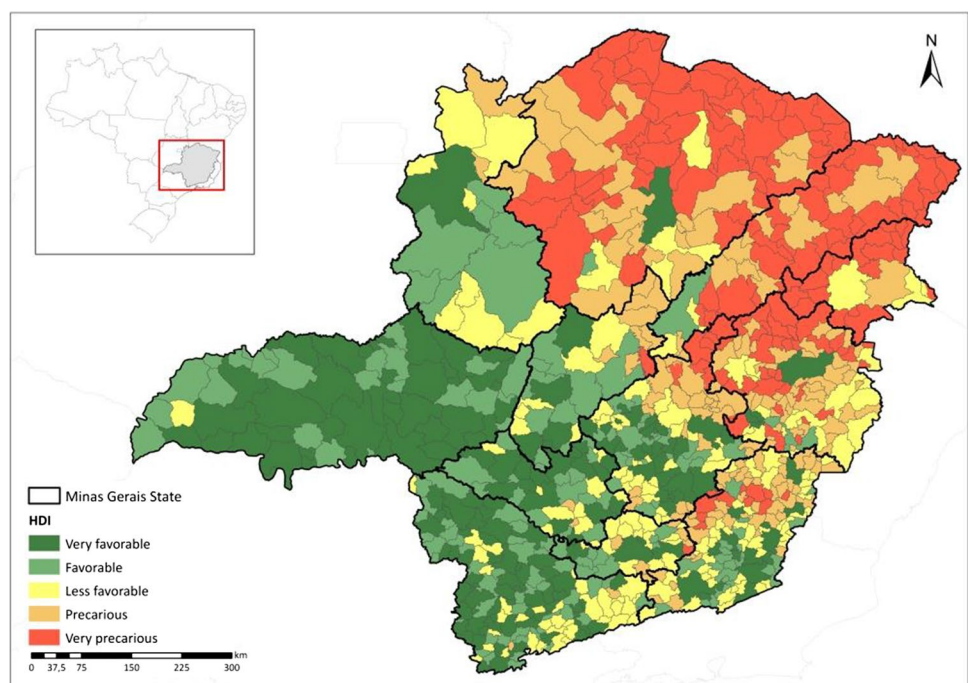 N
Minas Gerais State
HDI
Very favorable
Favorable
Less favorable
Precarious
Very precarious
km
0 37,5 75 150 225 300